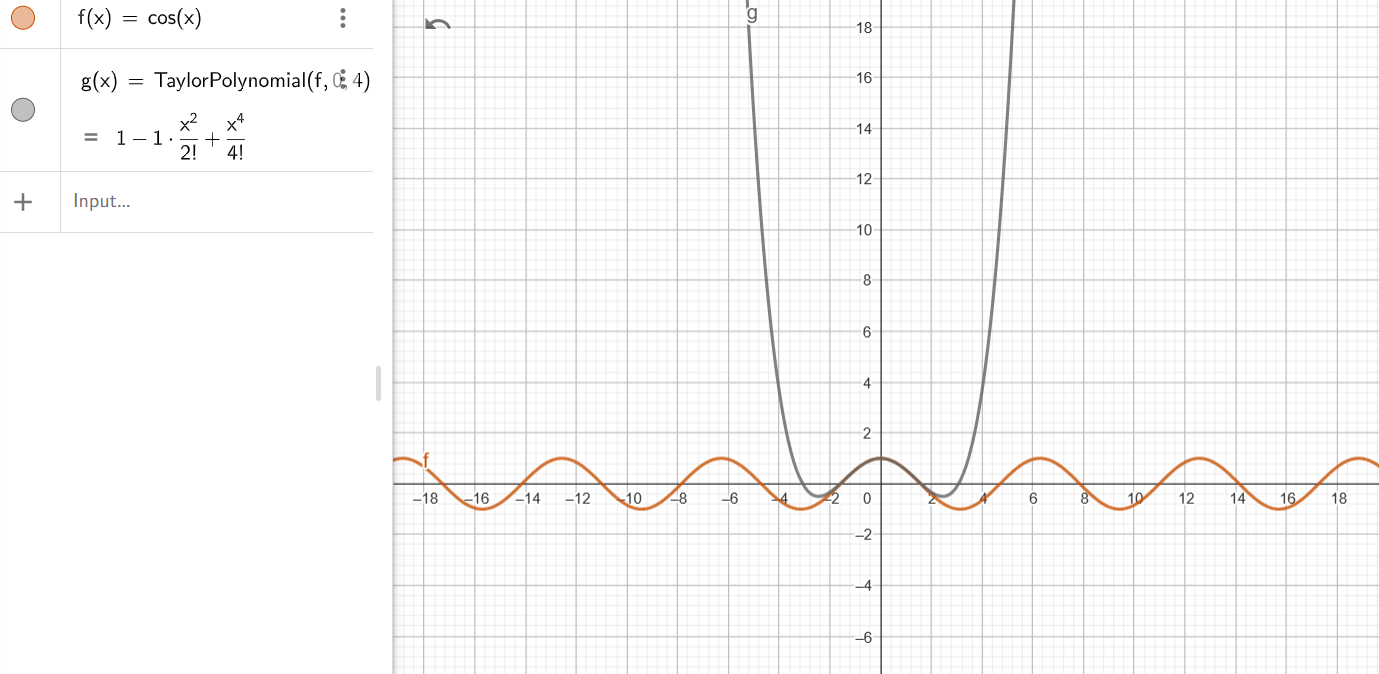 f(x) = cos(x)
g(x) = TaylorPolynomial(f, 0, 4)
= 1 − 1 · x²/2! + x⁴/4!
+ Input...
g
18
16
14
12
10
8
6
4
2
f
−18 −16 −14 −12 −10 −8 −6 −4 −2 0 2 4 6 8 10 12 14 16 18
−2
−4
−6